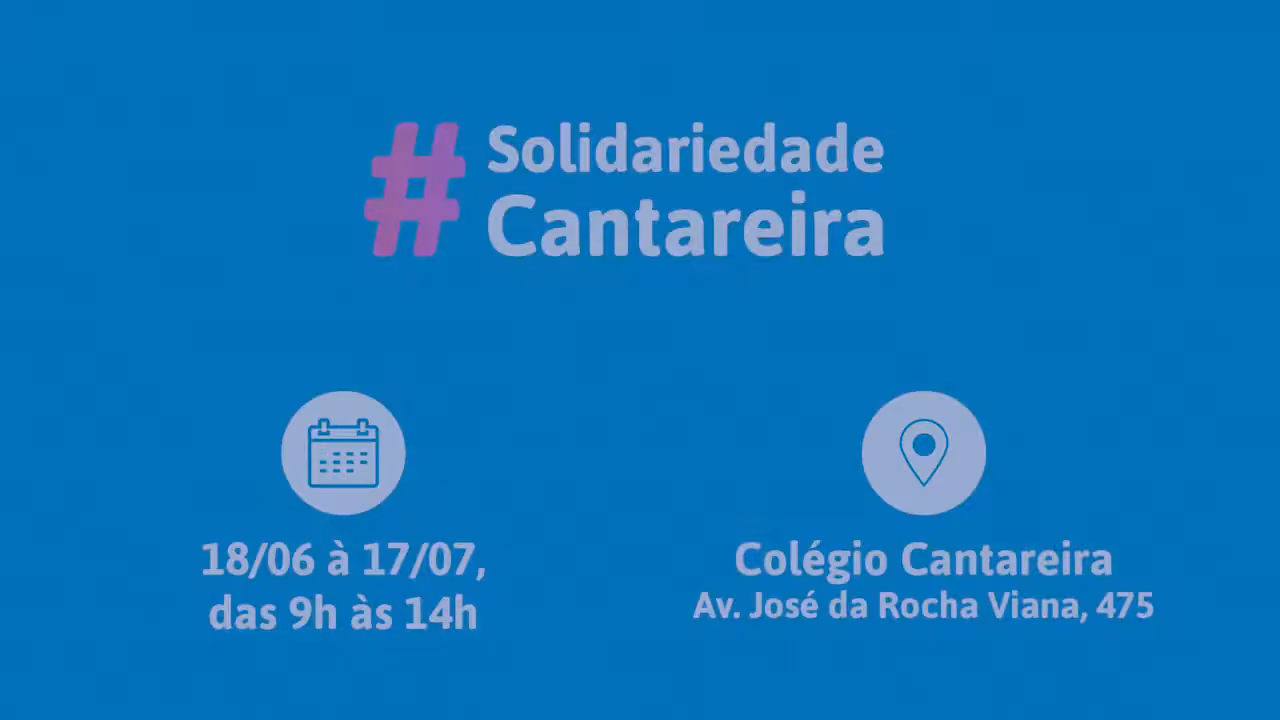 # Solidariedade
Cantareira
18/06 à 17/07,
das 9h às 14h
Colégio Cantareira
Av. José da Rocha Viana, 475